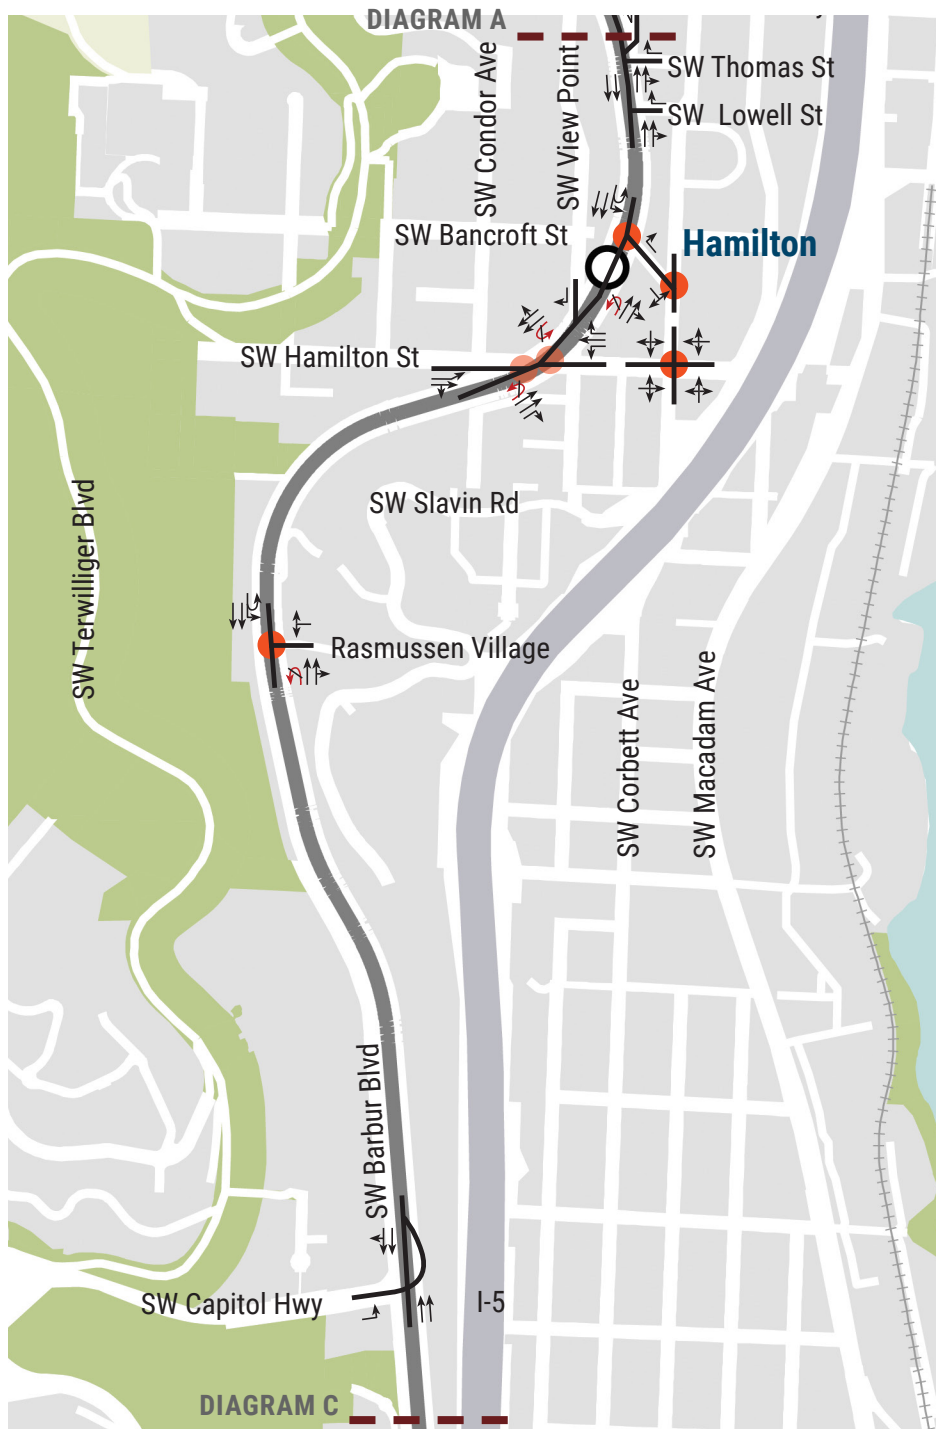 DIAGRAM A
SW Condor Ave
SW View Point
SW Thomas St
SW Lowell St
SW Bancroft St
Hamilton
SW Hamilton St
SW Slavin Rd
SW Terwilliger Blvd
Rasmussen Village
SW Corbett Ave
SW Macadam Ave
SW Barbur Blvd
SW Capitol Hwy
I-5
DIAGRAM C